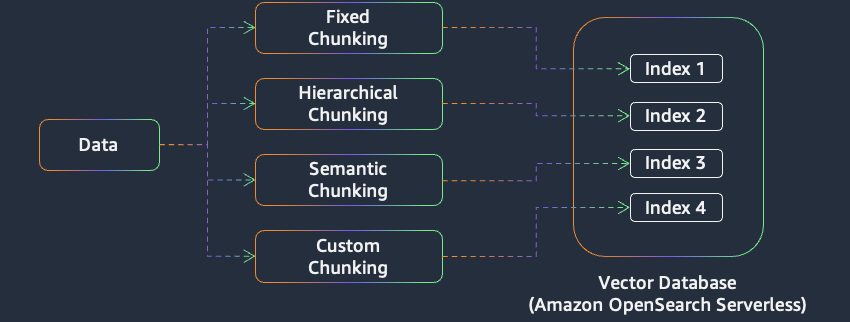 Data
Fixed
Chunking
Hierarchical
Chunking
Semantic
Chunking
Custom
Chunking
Index 1
Index 2
Index 3
Index 4
Vector Database
(Amazon OpenSearch Serverless)